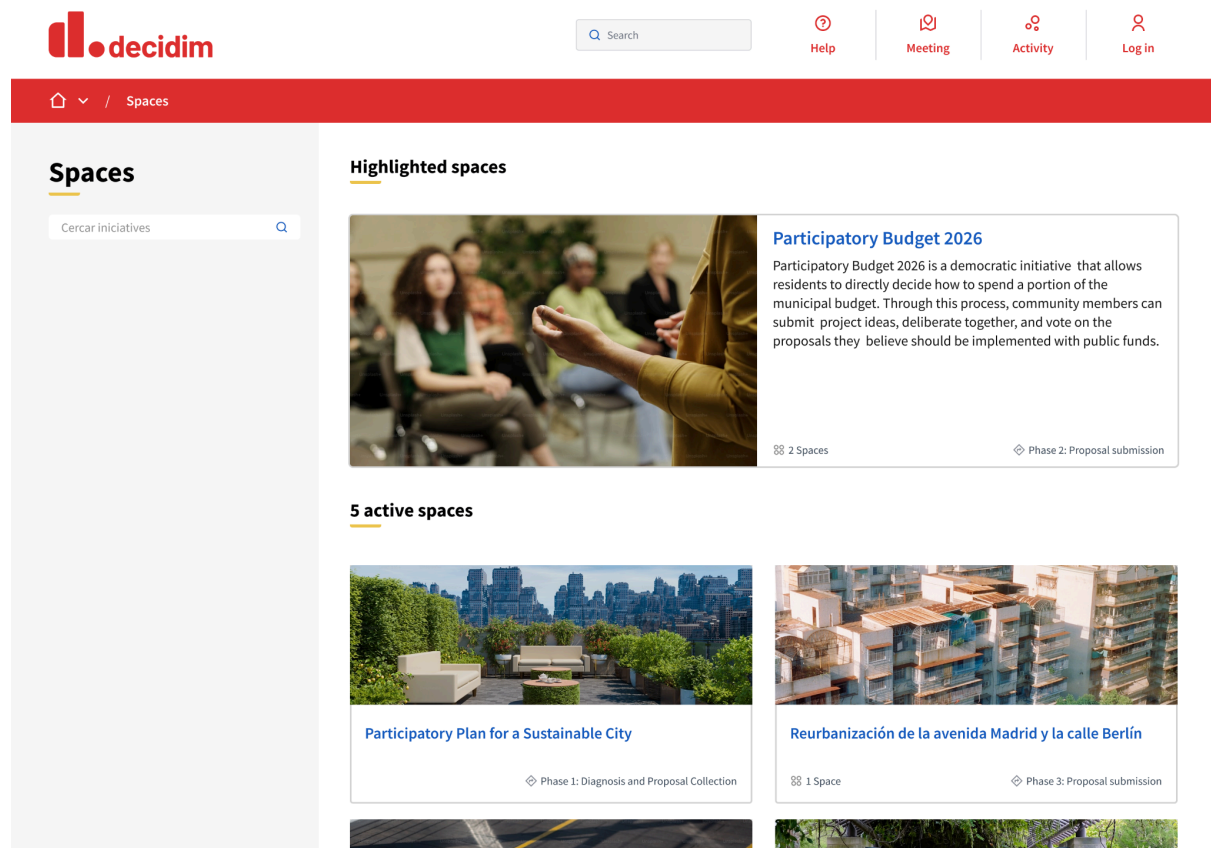 decidim
Search
Help
Meeting
Activity
Log in
/ Spaces
Spaces
Cercar iniciatives
Highlighted spaces
Participatory Budget 2026
Participatory Budget 2026 is a democratic initiative that allows
residents to directly decide how to spend a portion of the
municipal budget. Through this process, community members can
submit project ideas, deliberate together, and vote on the
proposals they believe should be implemented with public funds.
2 Spaces
Phase 2: Proposal submission
5 active spaces
Participatory Plan for a Sustainable City
Phase 1: Diagnosis and Proposal Collection
Reurbanización de la avenida Madrid y la calle Berlín
1 Space
Phase 3: Proposal submission